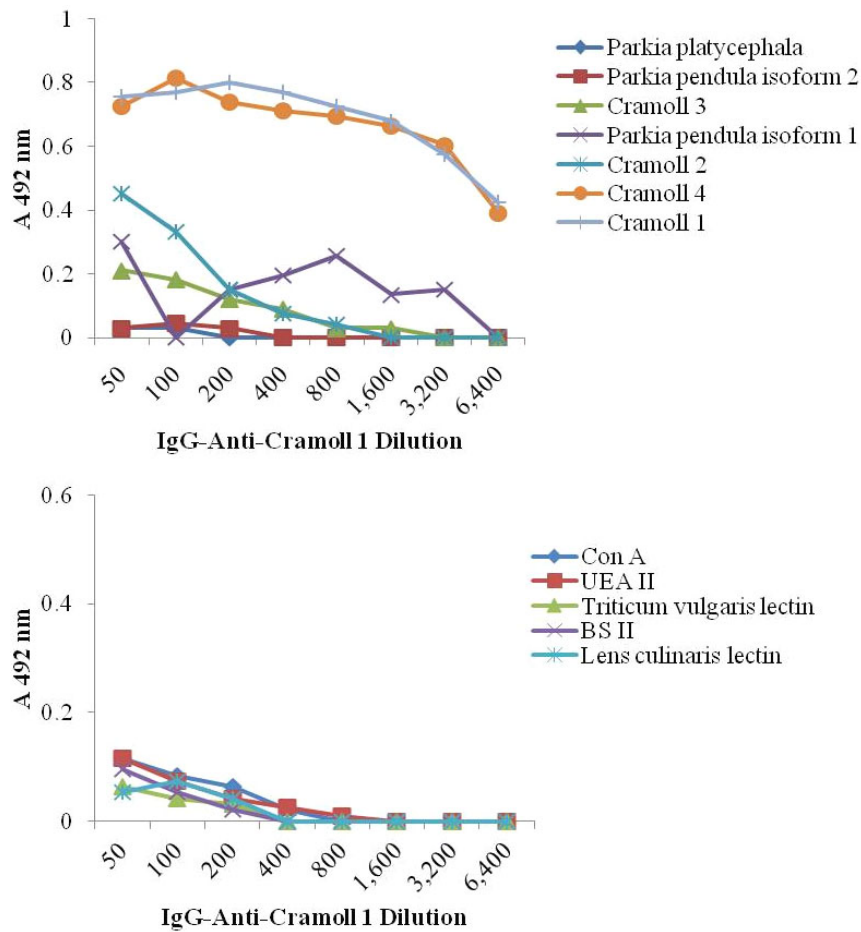 1
0.8
0.6
0.4
0.2
0
A 492 nm
50
100
200
400
800
1,600
3,200
6,400
IgG-Anti-Cramoll 1 Dilution
Parkia platycephala
Parkia pendula isoform 2
Cramoll 3
Parkia pendula isoform 1
Cramoll 2
Cramoll 4
Cramoll 1
0.6
0.4
0.2
0
A 492 nm
50
100
200
400
800
1,600
3,200
6,400
IgG-Anti-Cramoll 1 Dilution
Con A
UEA II
Triticum vulgaris lectin
BS II
Lens culinaris lectin